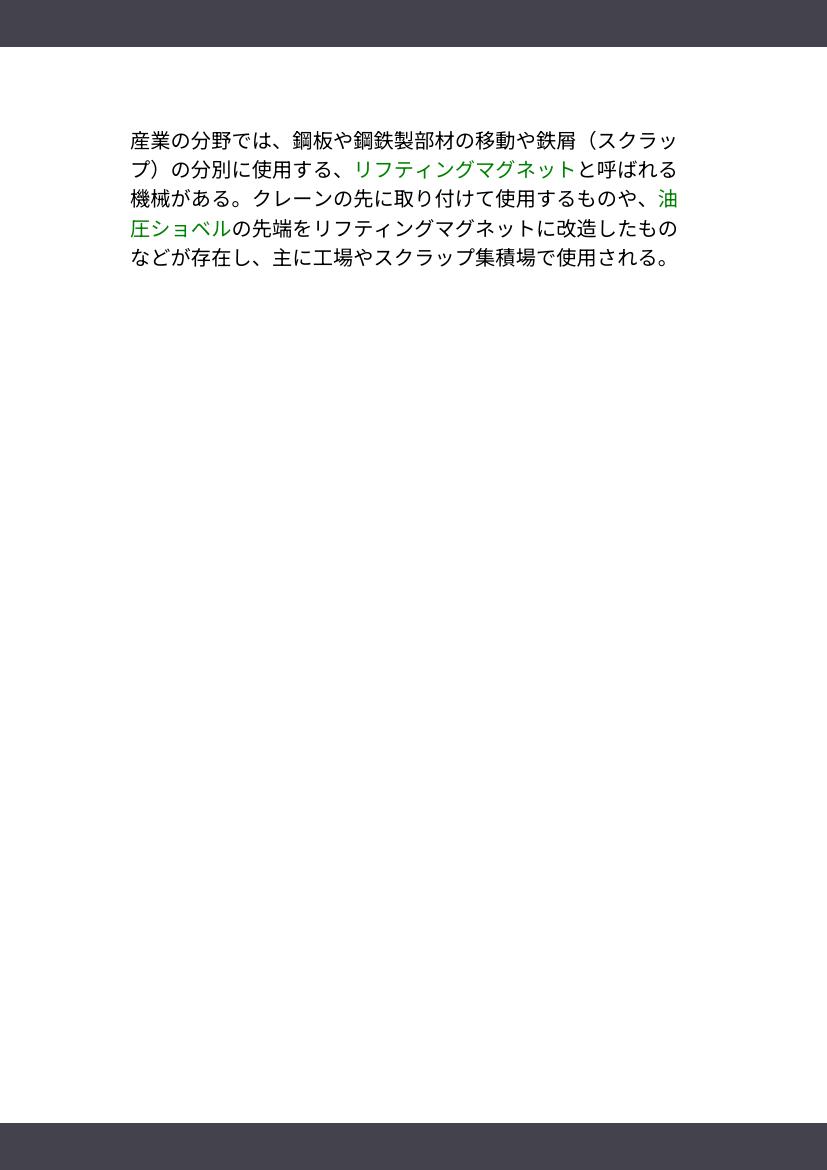 産業の分野では、鋼板や鋼鉄製部材の移動や鉄屑（スクラッ
プ）の分別に使用する、リフティングマグネットと呼ばれる
機械がある。クレーンの先に取り付けて使用するものや、油
圧ショベルの先端をリフティングマグネットに改造したもの
などが存在し、主に工場やスクラップ集積場で使用される。